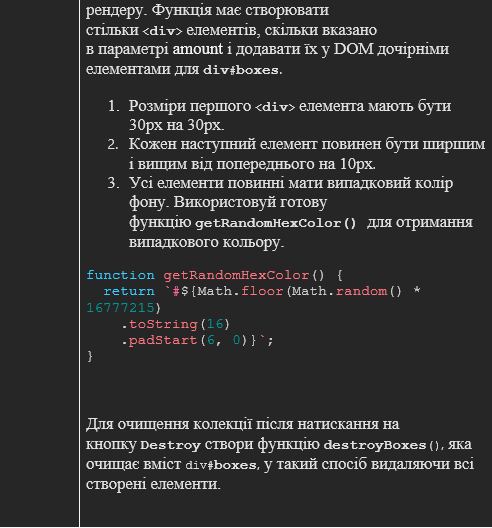 рендеру. Функція має створювати
стільки <div> елементів, скільки вказано
в параметрі amount і додавати їх у DOM дочірніми
елементами для div#boxes.
1. Розміри першого <div> елемента мають бути
30px на 30px.
2. Кожен наступний елемент повинен бути ширшим
і вищим від попереднього на 10px.
3. Усі елементи повинні мати випадковий колір
фону. Використовуй готову
функцію getRandomHexColor() для отримання
випадкового кольору.
function getRandomHexColor() {
return `#${Math.floor(Math.random() *
16777215)
.toString(16)
.padStart(6, 0)}`;
}
Для очищення колекції після натискання на
кнопку Destroy створи функцію destroyBoxes(), яка
очищає вміст div#boxes, у такий спосіб видаляючи всі
створені елементи.